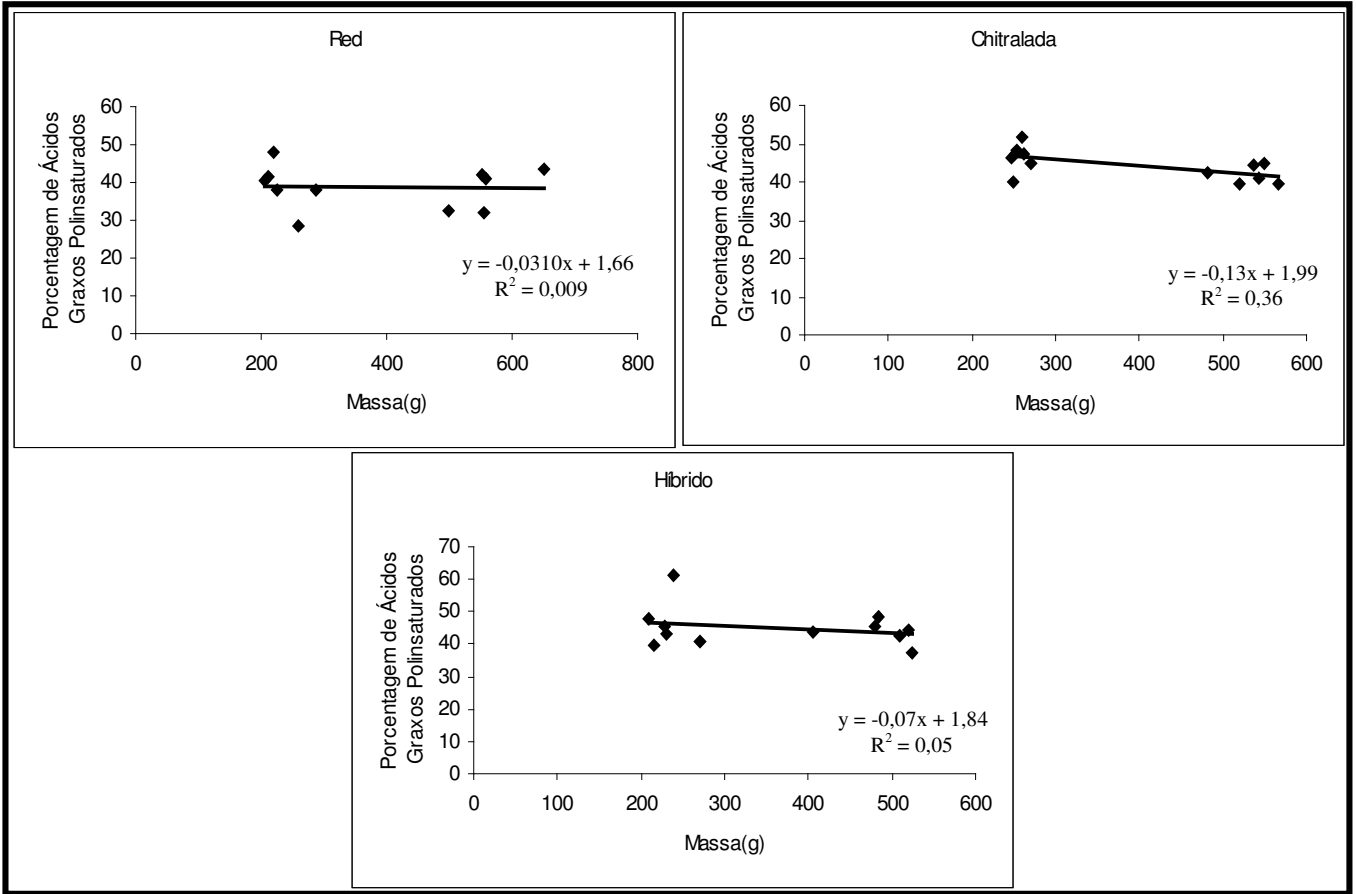 Red
Porcentagem de Ácidos
Graxos Polinsaturados
60
50
40
30
20
10
0
y = -0,0310x + 1,66
R² = 0,009
0 200 400 600 800
Massa(g)
Chitralada
Porcentagem de Ácidos
Graxos Polinsaturados
60
50
40
30
20
10
0
y = -0,13x + 1,99
R² = 0,36
0 100 200 300 400 500 600
Massa(g)
Híbrido
Porcentagem de Ácidos
Graxos Polinsaturados
70
60
50
40
30
20
10
0
y = -0,07x + 1,84
R² = 0,05
0 100 200 300 400 500 600
Massa(g)